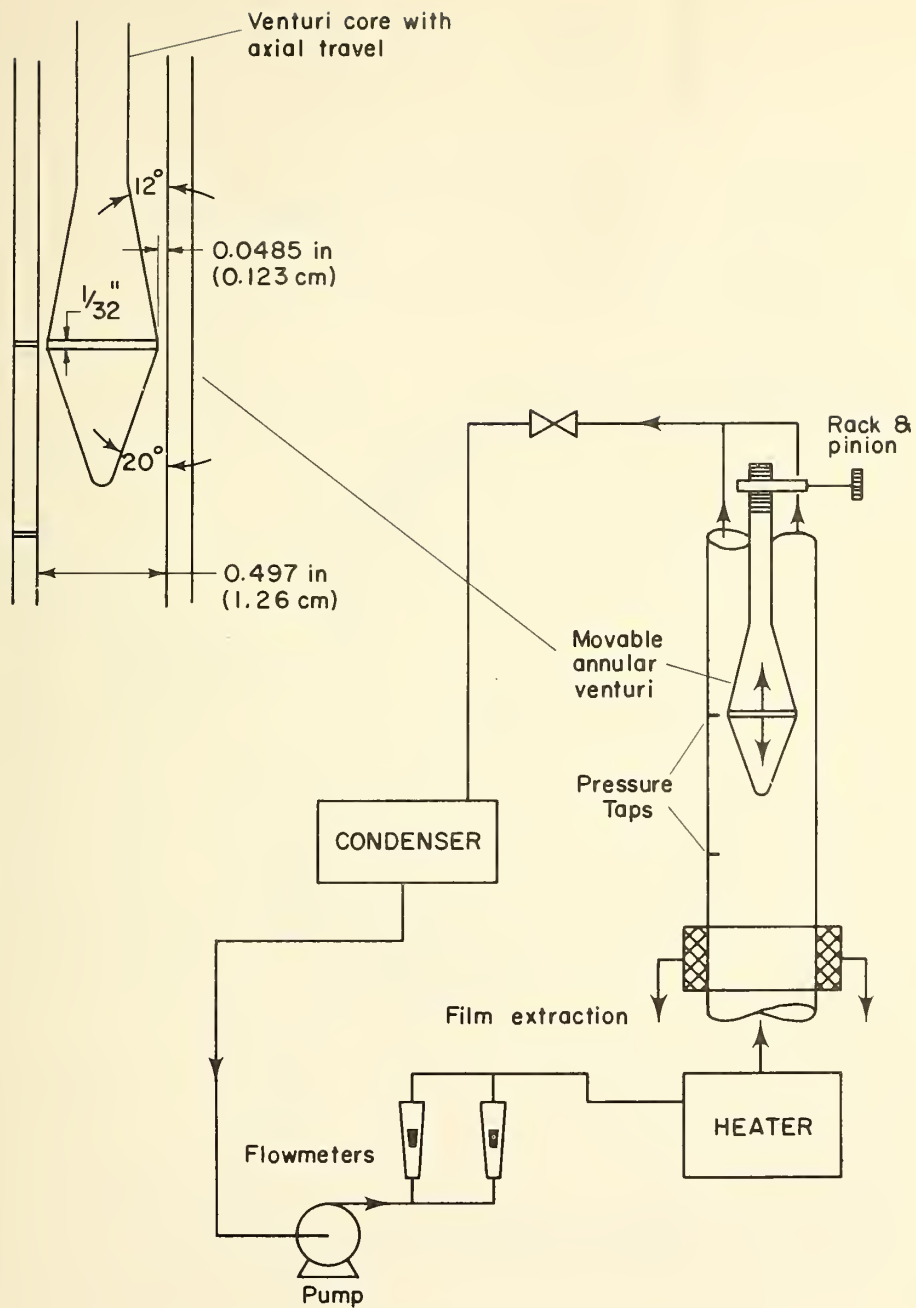 Venturi core with
axial travel
12°
0.0485 in
(0.123 cm)
1/32"
20°
0.497 in
(1.26 cm)
Rack &
pinion
Movable
annular
venturi
Pressure
Taps
CONDENSER
Film extraction
HEATER
Flowmeters
Pump